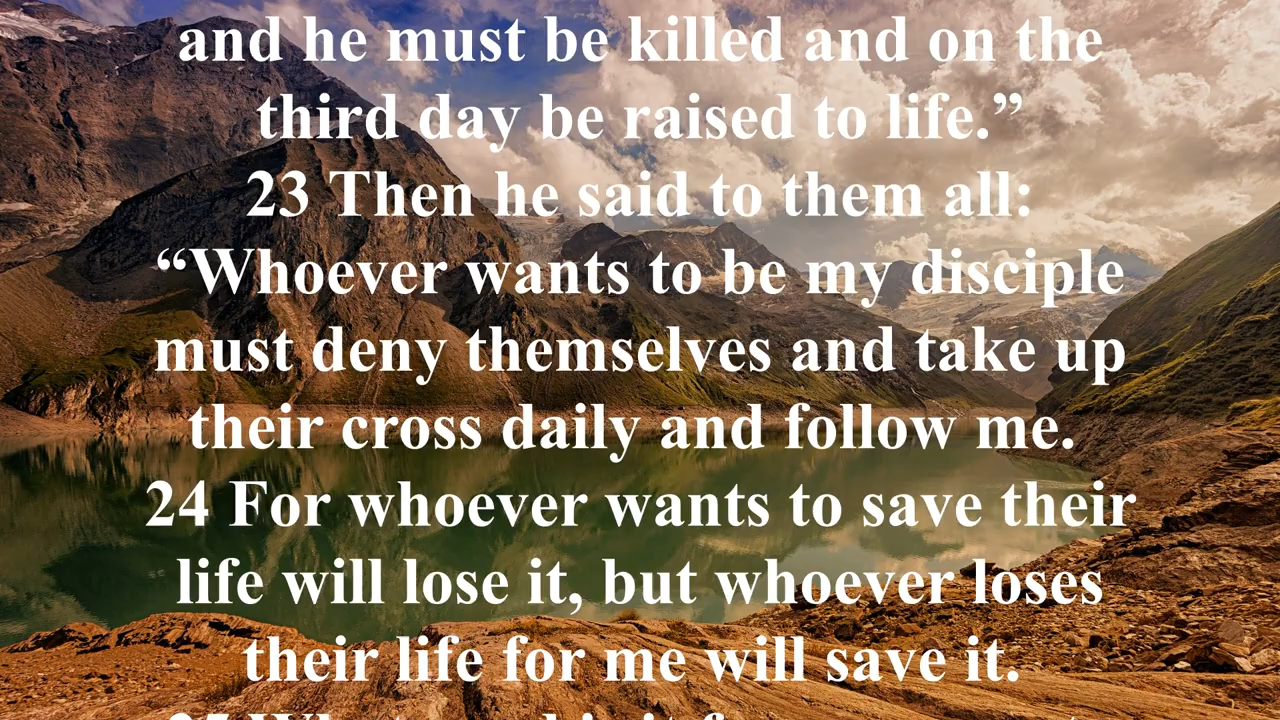 and he must be killed and on the
third day be raised to life.”
23 Then he said to them all:
“Whoever wants to be my disciple
must deny themselves and take up
their cross daily and follow me.
24 For whoever wants to save their
life will lose it, but whoever loses
their life for me will save it.